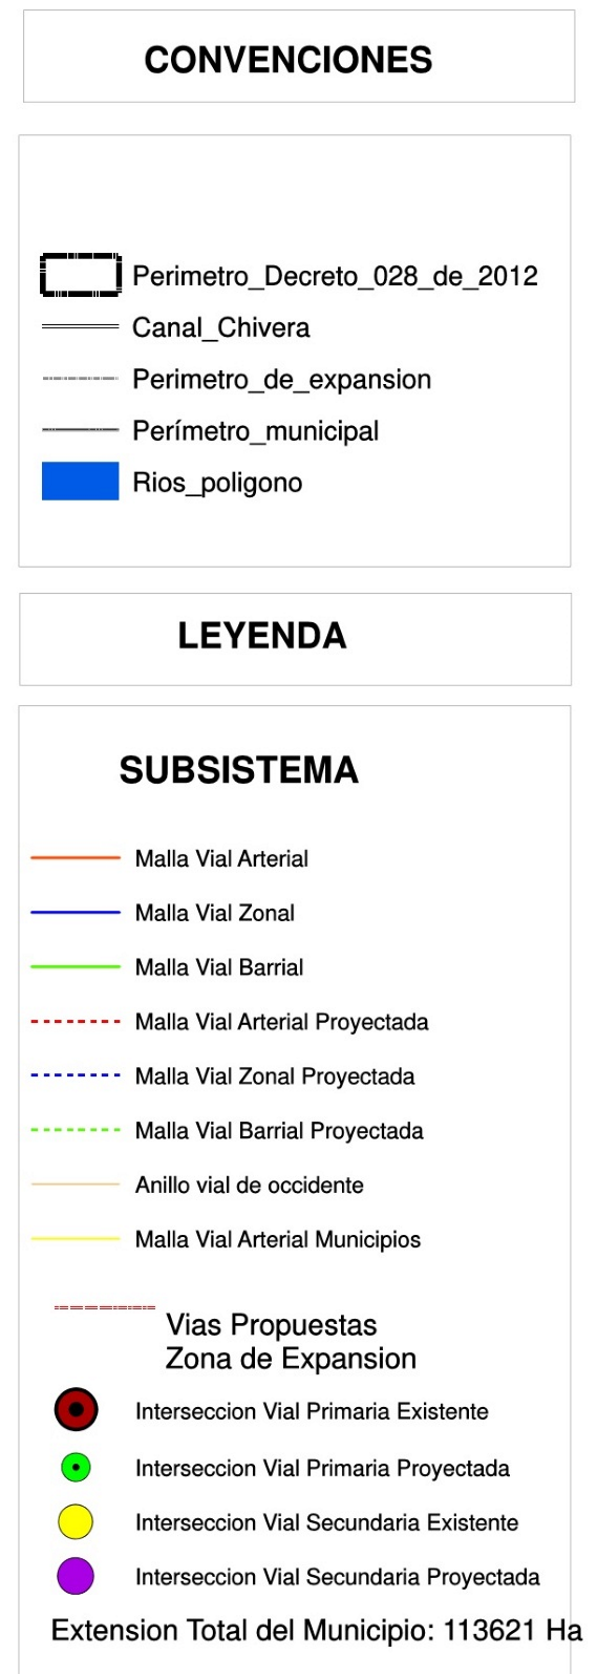 CONVENCIONES
Perimetro_Decreto_028_de_2012
Canal_Chivera
Perimetro_de_expansion
Perímetro_municipal
Rios_poligono
LEYENDA
SUBSISTEMA
Malla Vial Arterial
Malla Vial Zonal
Malla Vial Barrial
Malla Vial Arterial Proyectada
Malla Vial Zonal Proyectada
Malla Vial Barrial Proyectada
Anillo vial de occidente
Malla Vial Arterial Municipios
Vias Propuestas
Zona de Expansion
Interseccion Vial Primaria Existente
Interseccion Vial Primaria Proyectada
Interseccion Vial Secundaria Existente
Interseccion Vial Secundaria Proyectada
Extension Total del Municipio: 113621 Ha